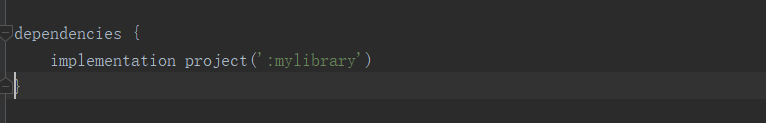 dependencies {
implementation project(':mylibrary')
}